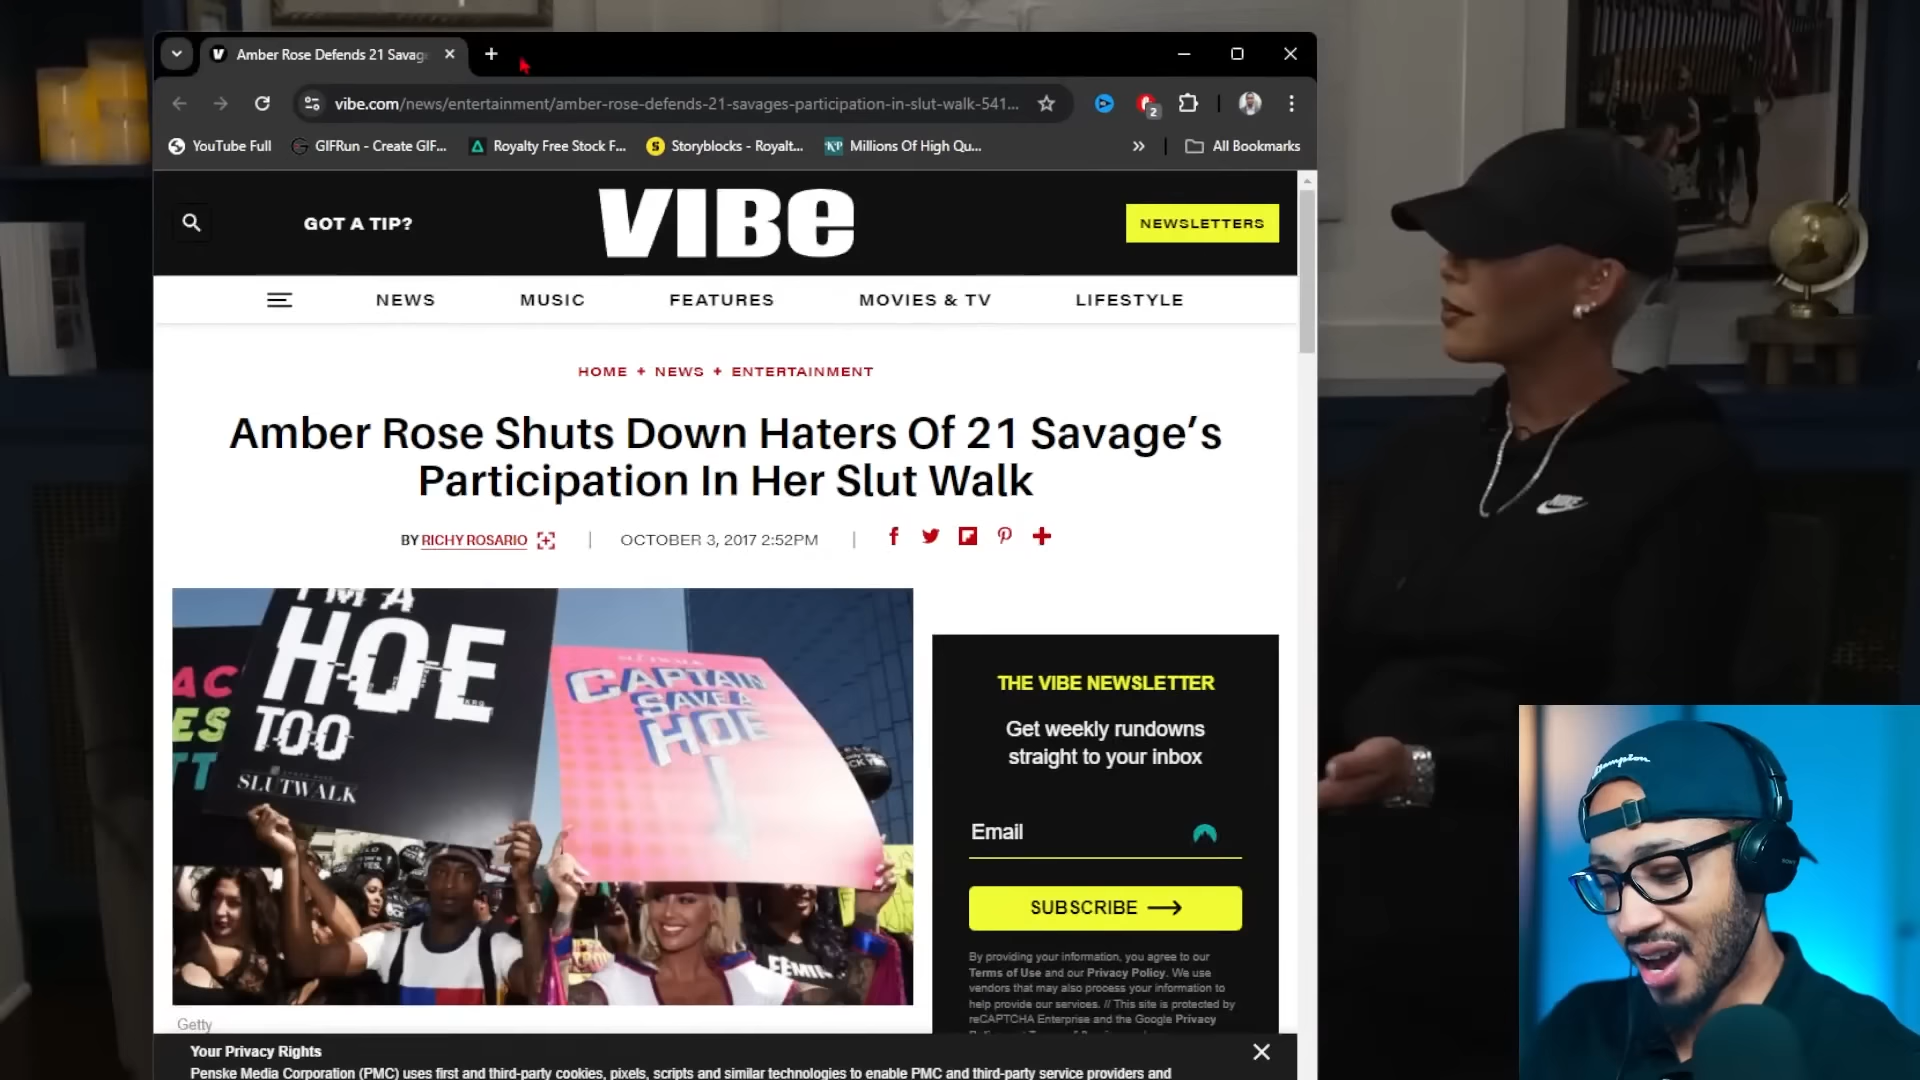 Amber Rose Defends 21 Savag
vibe.com/news/entertainment/amber-rose-defends-21-savages-participation-in-slut-walk-541...
2
YouTube Full
GIFRun - Create GIF...
Royalty Free Stock F...
Storyblocks - Royalt...
Millions Of High Qu...
All Bookmarks
GOT A TIP?
VIBE
NEWSLETTERS
NEWS
MUSIC
FEATURES
MOVIES & TV
LIFESTYLE
HOME + NEWS + ENTERTAINMENT
Amber Rose Shuts Down Haters Of 21 Savage’s
Participation In Her Slut Walk
BY RICHY ROSARIO
OCTOBER 3, 2017 2:52PM
I'M A
HOE
TOO
SLUTWALK
CAPTAIN
SAVE A
HOE
FEMIN
Getty
THE VIBE NEWSLETTER
Get weekly rundowns
straight to your inbox
Email
SUBSCRIBE
By providing your information, you agree to our
Terms of Use and our Privacy Policy. We use
vendors that may also process your information to
help provide our services. // This site is protected by
reCAPTCHA Enterprise and the Google Privacy
Your Privacy Rights
Penske Media Corporation (PMC) uses first and third-party cookies, pixels, scripts and similar technologies to enable PMC and third-party service providers and
Champion
SONY